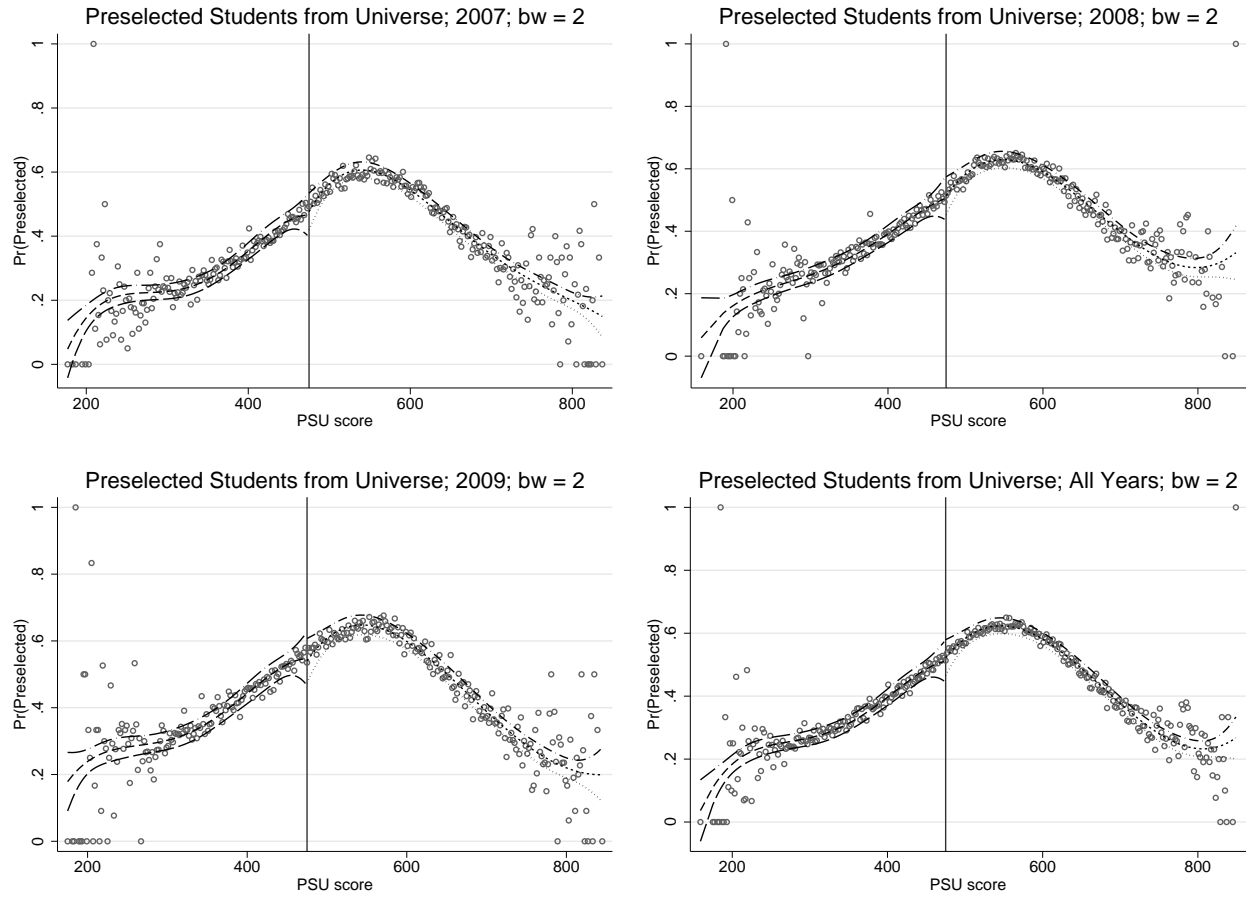 Preselected Students from Universe; 2007; bw = 2
1
.8
.6
.4
.2
0
Pr(Preselected)
200 400 600 800
PSU score
Preselected Students from Universe; 2008; bw = 2
1
.8
.6
.4
.2
0
Pr(Preselected)
200 400 600 800
PSU score
Preselected Students from Universe; 2009; bw = 2
1
.8
.6
.4
.2
0
Pr(Preselected)
200 400 600 800
PSU score
Preselected Students from Universe; All Years; bw = 2
1
.8
.6
.4
.2
0
Pr(Preselected)
200 400 600 800
PSU score